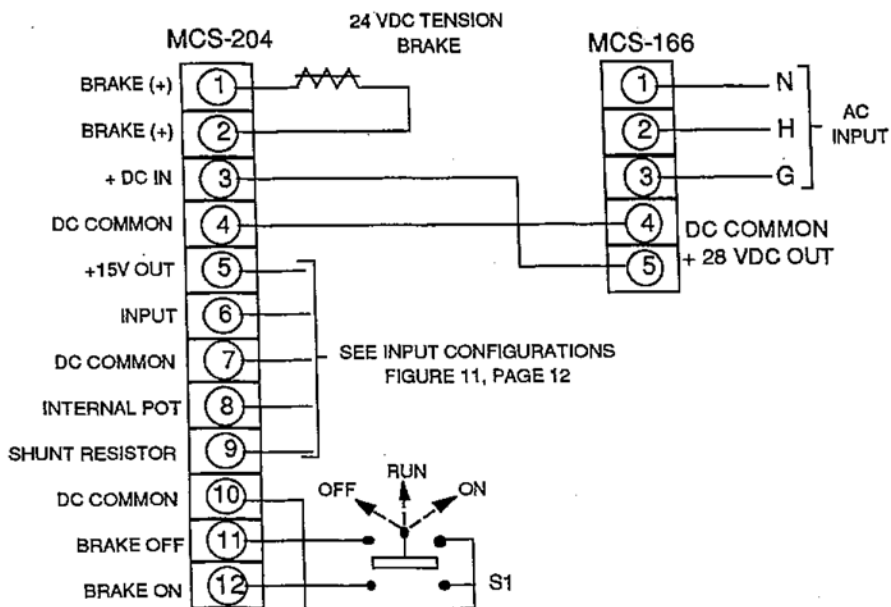 24 VDC TENSION
BRAKE
MCS-204
MCS-166
BRAKE (+)
1
BRAKE (+)
2
+ DC IN
3
DC COMMON
4
+15V OUT
5
INPUT
6
DC COMMON
7
INTERNAL POT
8
SHUNT RESISTOR
9
DC COMMON
10
BRAKE OFF
11
BRAKE ON
12
1
N
2
H
3
G
AC
INPUT
4
DC COMMON
5
+ 28 VDC OUT
SEE INPUT CONFIGURATIONS
FIGURE 11, PAGE 12
OFF
RUN
ON
S1